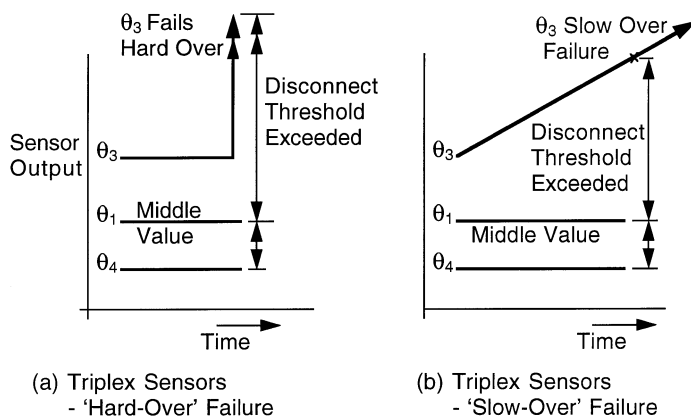 θ3 Fails
Hard Over
Disconnect
Threshold
Exceeded
Sensor
Output
θ3
θ1
Middle
Value
θ4
Time
(a) Triplex Sensors
- ‘Hard-Over’ Failure
θ3 Slow Over
Failure
Disconnect
Threshold
Exceeded
θ3
θ1
Middle Value
θ4
Time
(b) Triplex Sensors
- ‘Slow-Over’ Failure